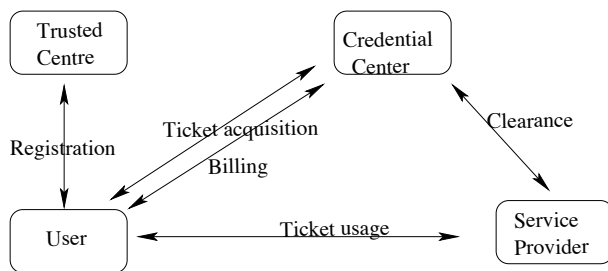 Trusted
Centre
Credential
Center
Ticket acquisition
Clearance
Registration
Billing
User
Ticket usage
Service
Provider